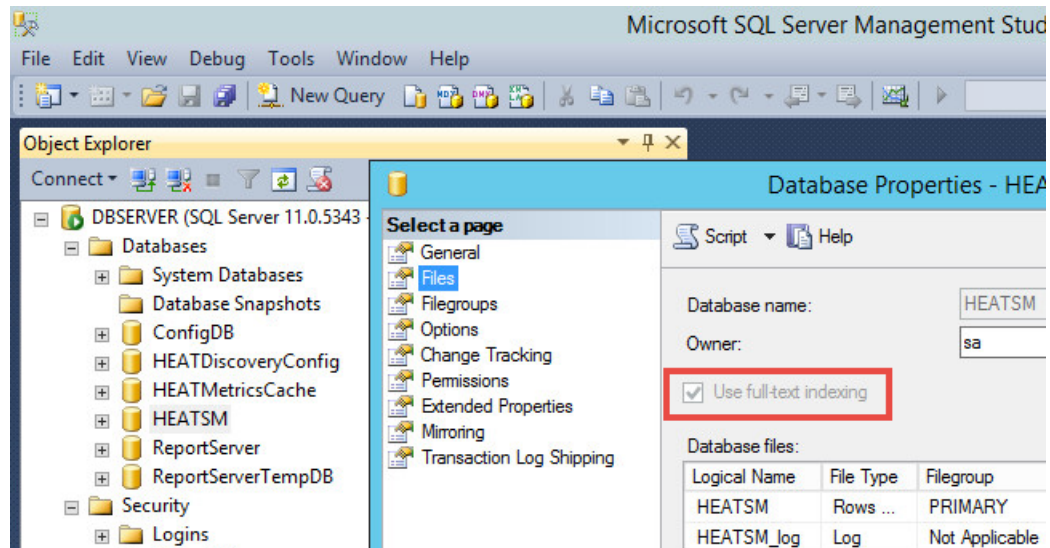 Microsoft SQL Server Management Stud
File Edit View Debug Tools Window Help
New Query
Object Explorer
Connect
DBSERVER (SQL Server 11.0.5343 -
Databases
System Databases
Database Snapshots
ConfigDB
HEATDiscoveryConfig
HEATMetricsCache
HEATSM
ReportServer
ReportServerTempDB
Security
Logins
Database Properties - HEA
Select a page
General
Files
Filegroups
Options
Change Tracking
Permissions
Extended Properties
Mirroring
Transaction Log Shipping
Script Help
Database name: HEATSM
Owner: sa
Use full-text indexing
Database files:
Logical Name File Type Filegroup
HEATSM Rows ... PRIMARY
HEATSM_log Log Not Applicable